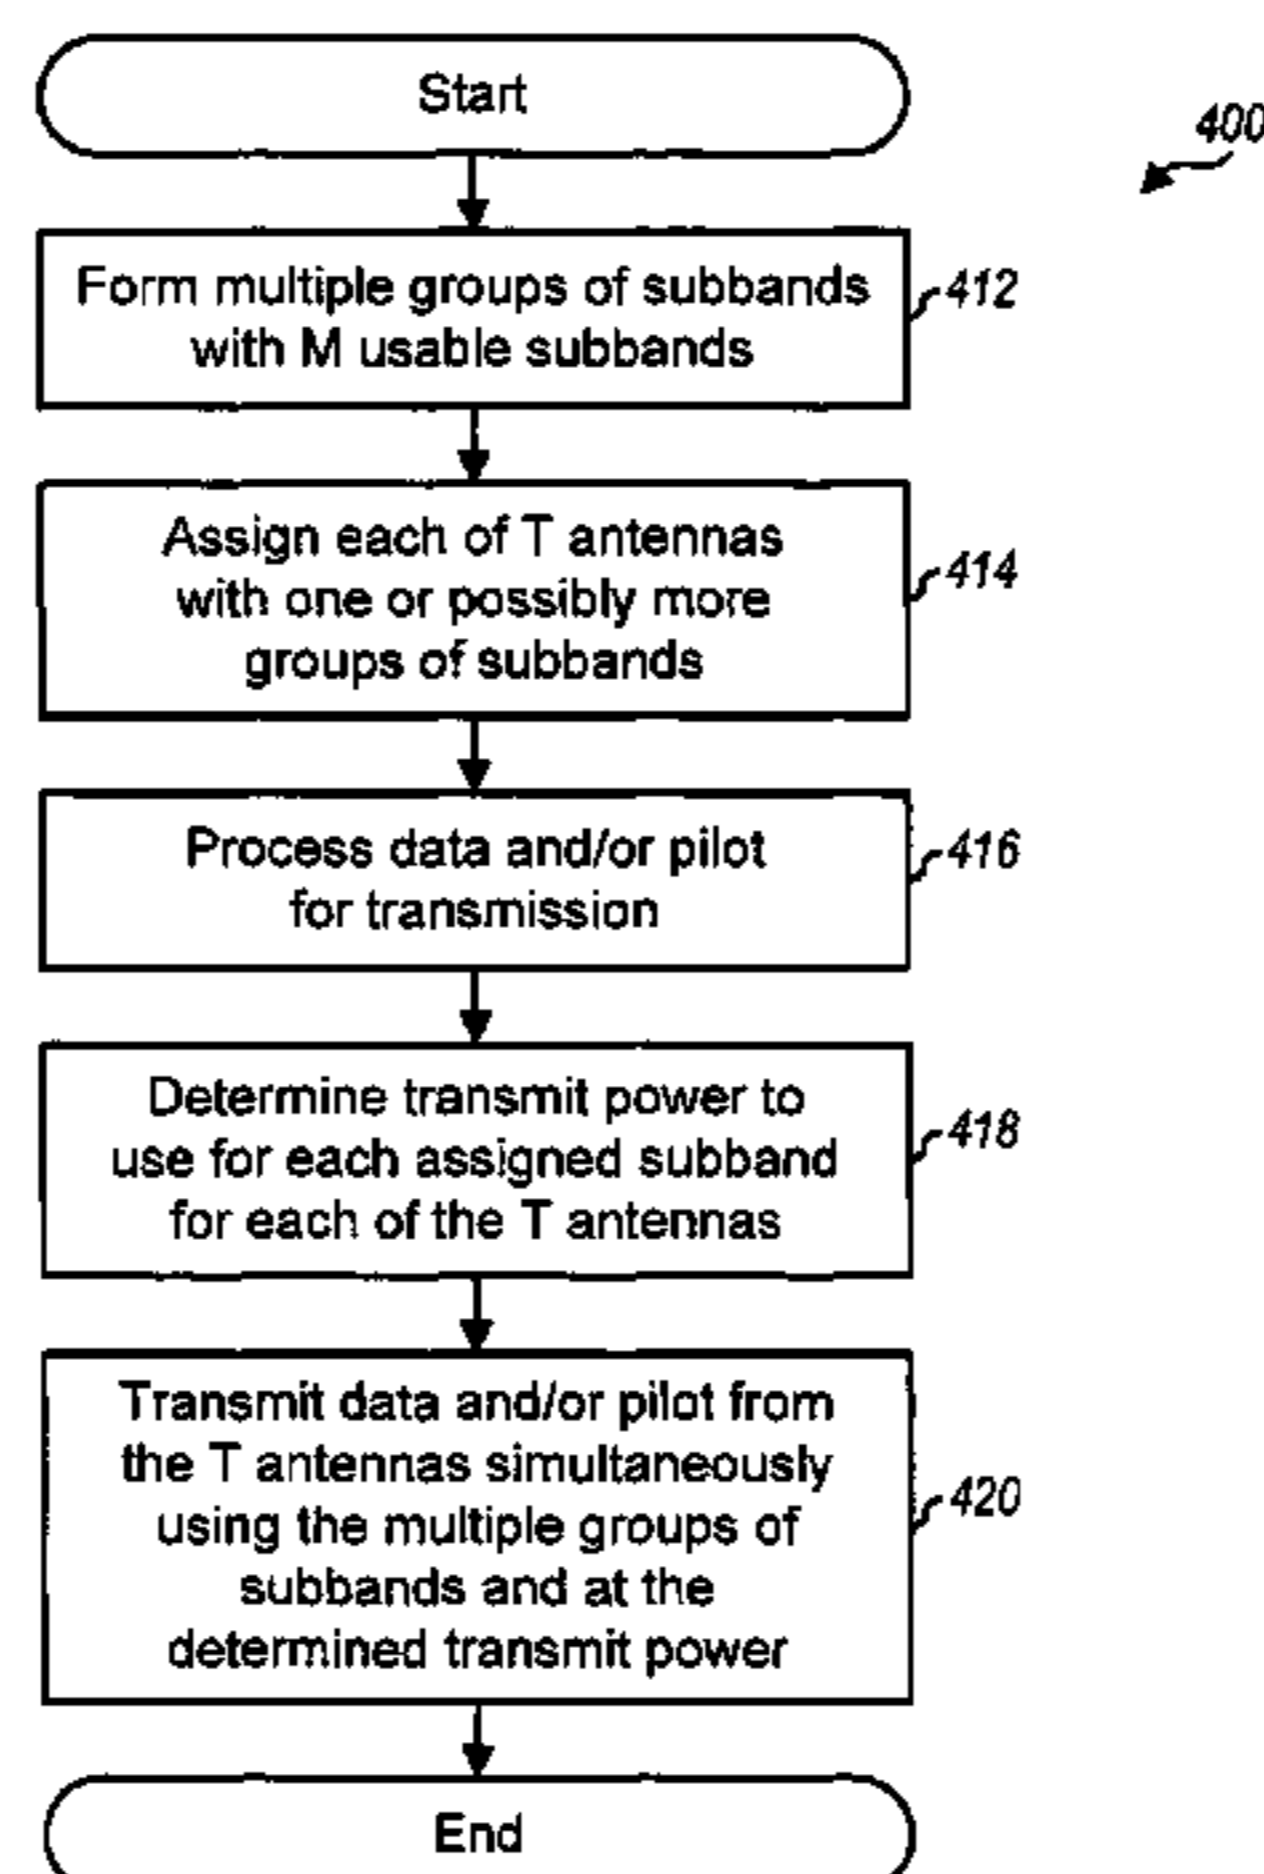 Start
400
Form multiple groups of subbands
with M usable subbands
412
Assign each of T antennas
with one or possibly more
groups of subbands
414
Process data and/or pilot
for transmission
416
Determine transmit power to
use for each assigned subband
for each of the T antennas
418
Transmit data and/or pilot from
the T antennas simultaneously
using the multiple groups of
subbands and at the
determined transmit power
420
End